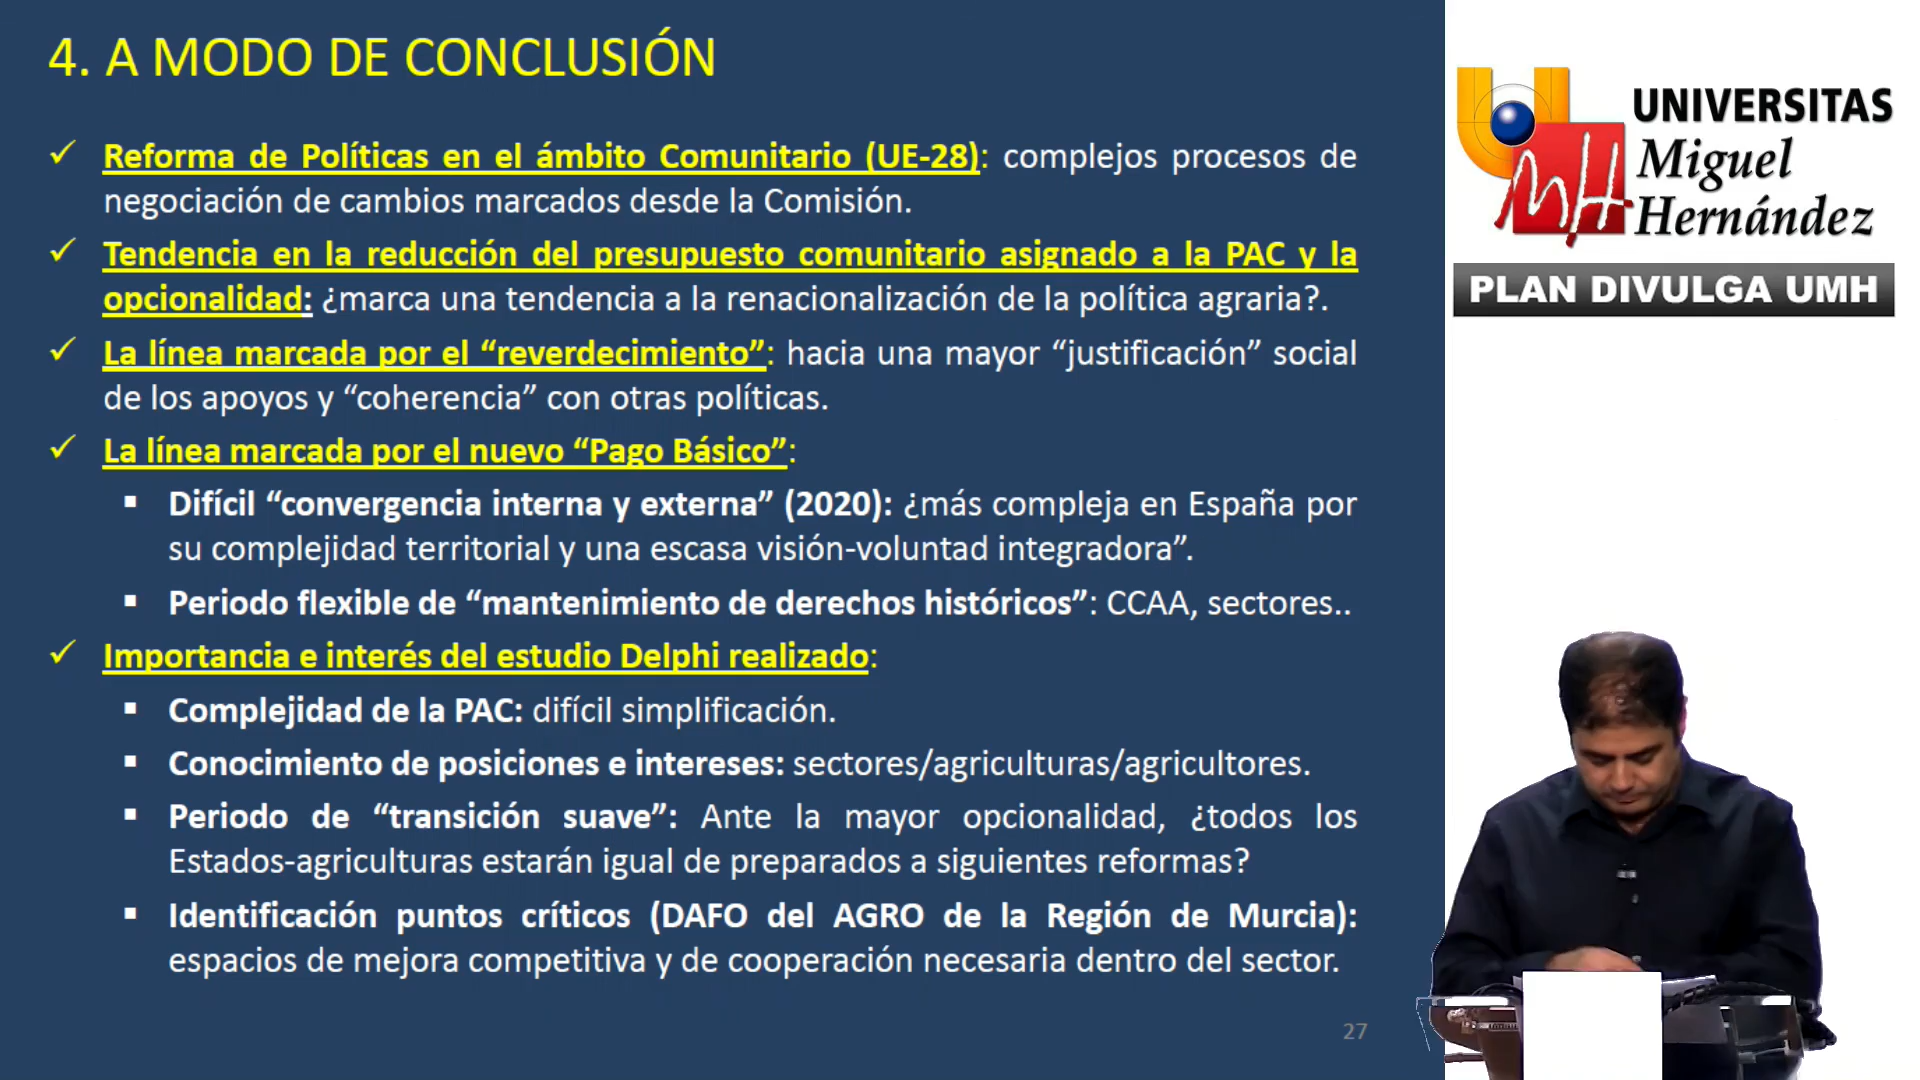 4. A MODO DE CONCLUSIÓN
✓ Reforma de Políticas en el ámbito Comunitario (UE-28): complejos procesos de
negociación de cambios marcados desde la Comisión.
✓ Tendencia en la reducción del presupuesto comunitario asignado a la PAC y la
opcionalidad: ¿marca una tendencia a la renacionalización de la política agraria?.
✓ La línea marcada por el “reverdecimiento”: hacia una mayor “justificación” social
de los apoyos y “coherencia” con otras políticas.
✓ La línea marcada por el nuevo “Pago Básico”:
▪ Difícil “convergencia interna y externa” (2020): ¿más compleja en España por
su complejidad territorial y una escasa visión-voluntad integradora”.
▪ Periodo flexible de “mantenimiento de derechos históricos”: CCAA, sectores..
✓ Importancia e interés del estudio Delphi realizado:
▪ Complejidad de la PAC: difícil simplificación.
▪ Conocimiento de posiciones e intereses: sectores/agriculturas/agricultores.
▪ Periodo de “transición suave”: Ante la mayor opcionalidad, ¿todos los
Estados-agriculturas estarán igual de preparados a siguientes reformas?
▪ Identificación puntos críticos (DAFO del AGRO de la Región de Murcia):
espacios de mejora competitiva y de cooperación necesaria dentro del sector.
27
UMH
UNIVERSITAS
Miguel
Hernández
PLAN DIVULGA UMH